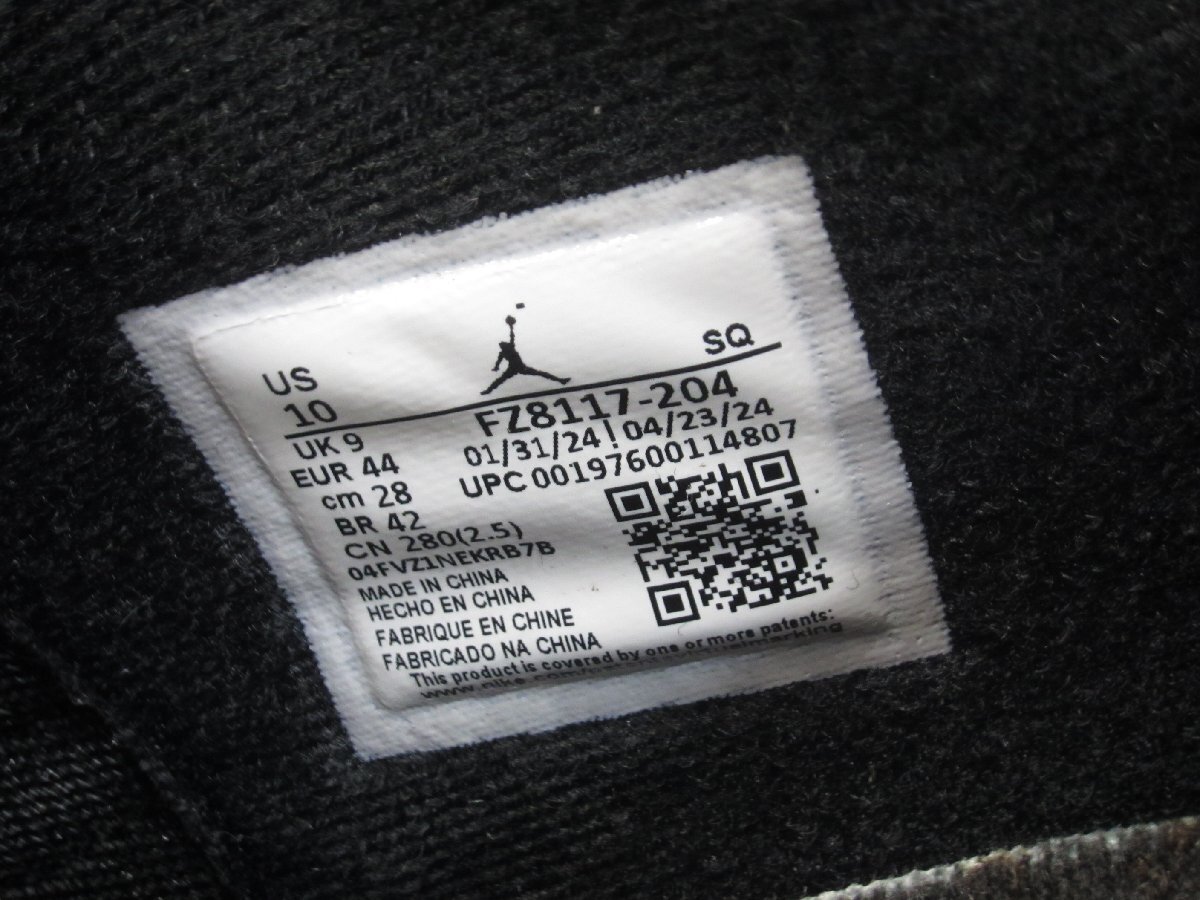 US
10
SQ
UK 9
EUR 44
cm 28
BR 42
CN 280(2.5)
04FVZ1NEKRB7B
MADE IN CHINA
HECHO EN CHINA
FABRIQUE EN CHINE
FABRICADO NA CHINA
FZ8117-204
01/31/24 | 04/23/24
UPC 00197600114807
This product is covered by one or more patents: